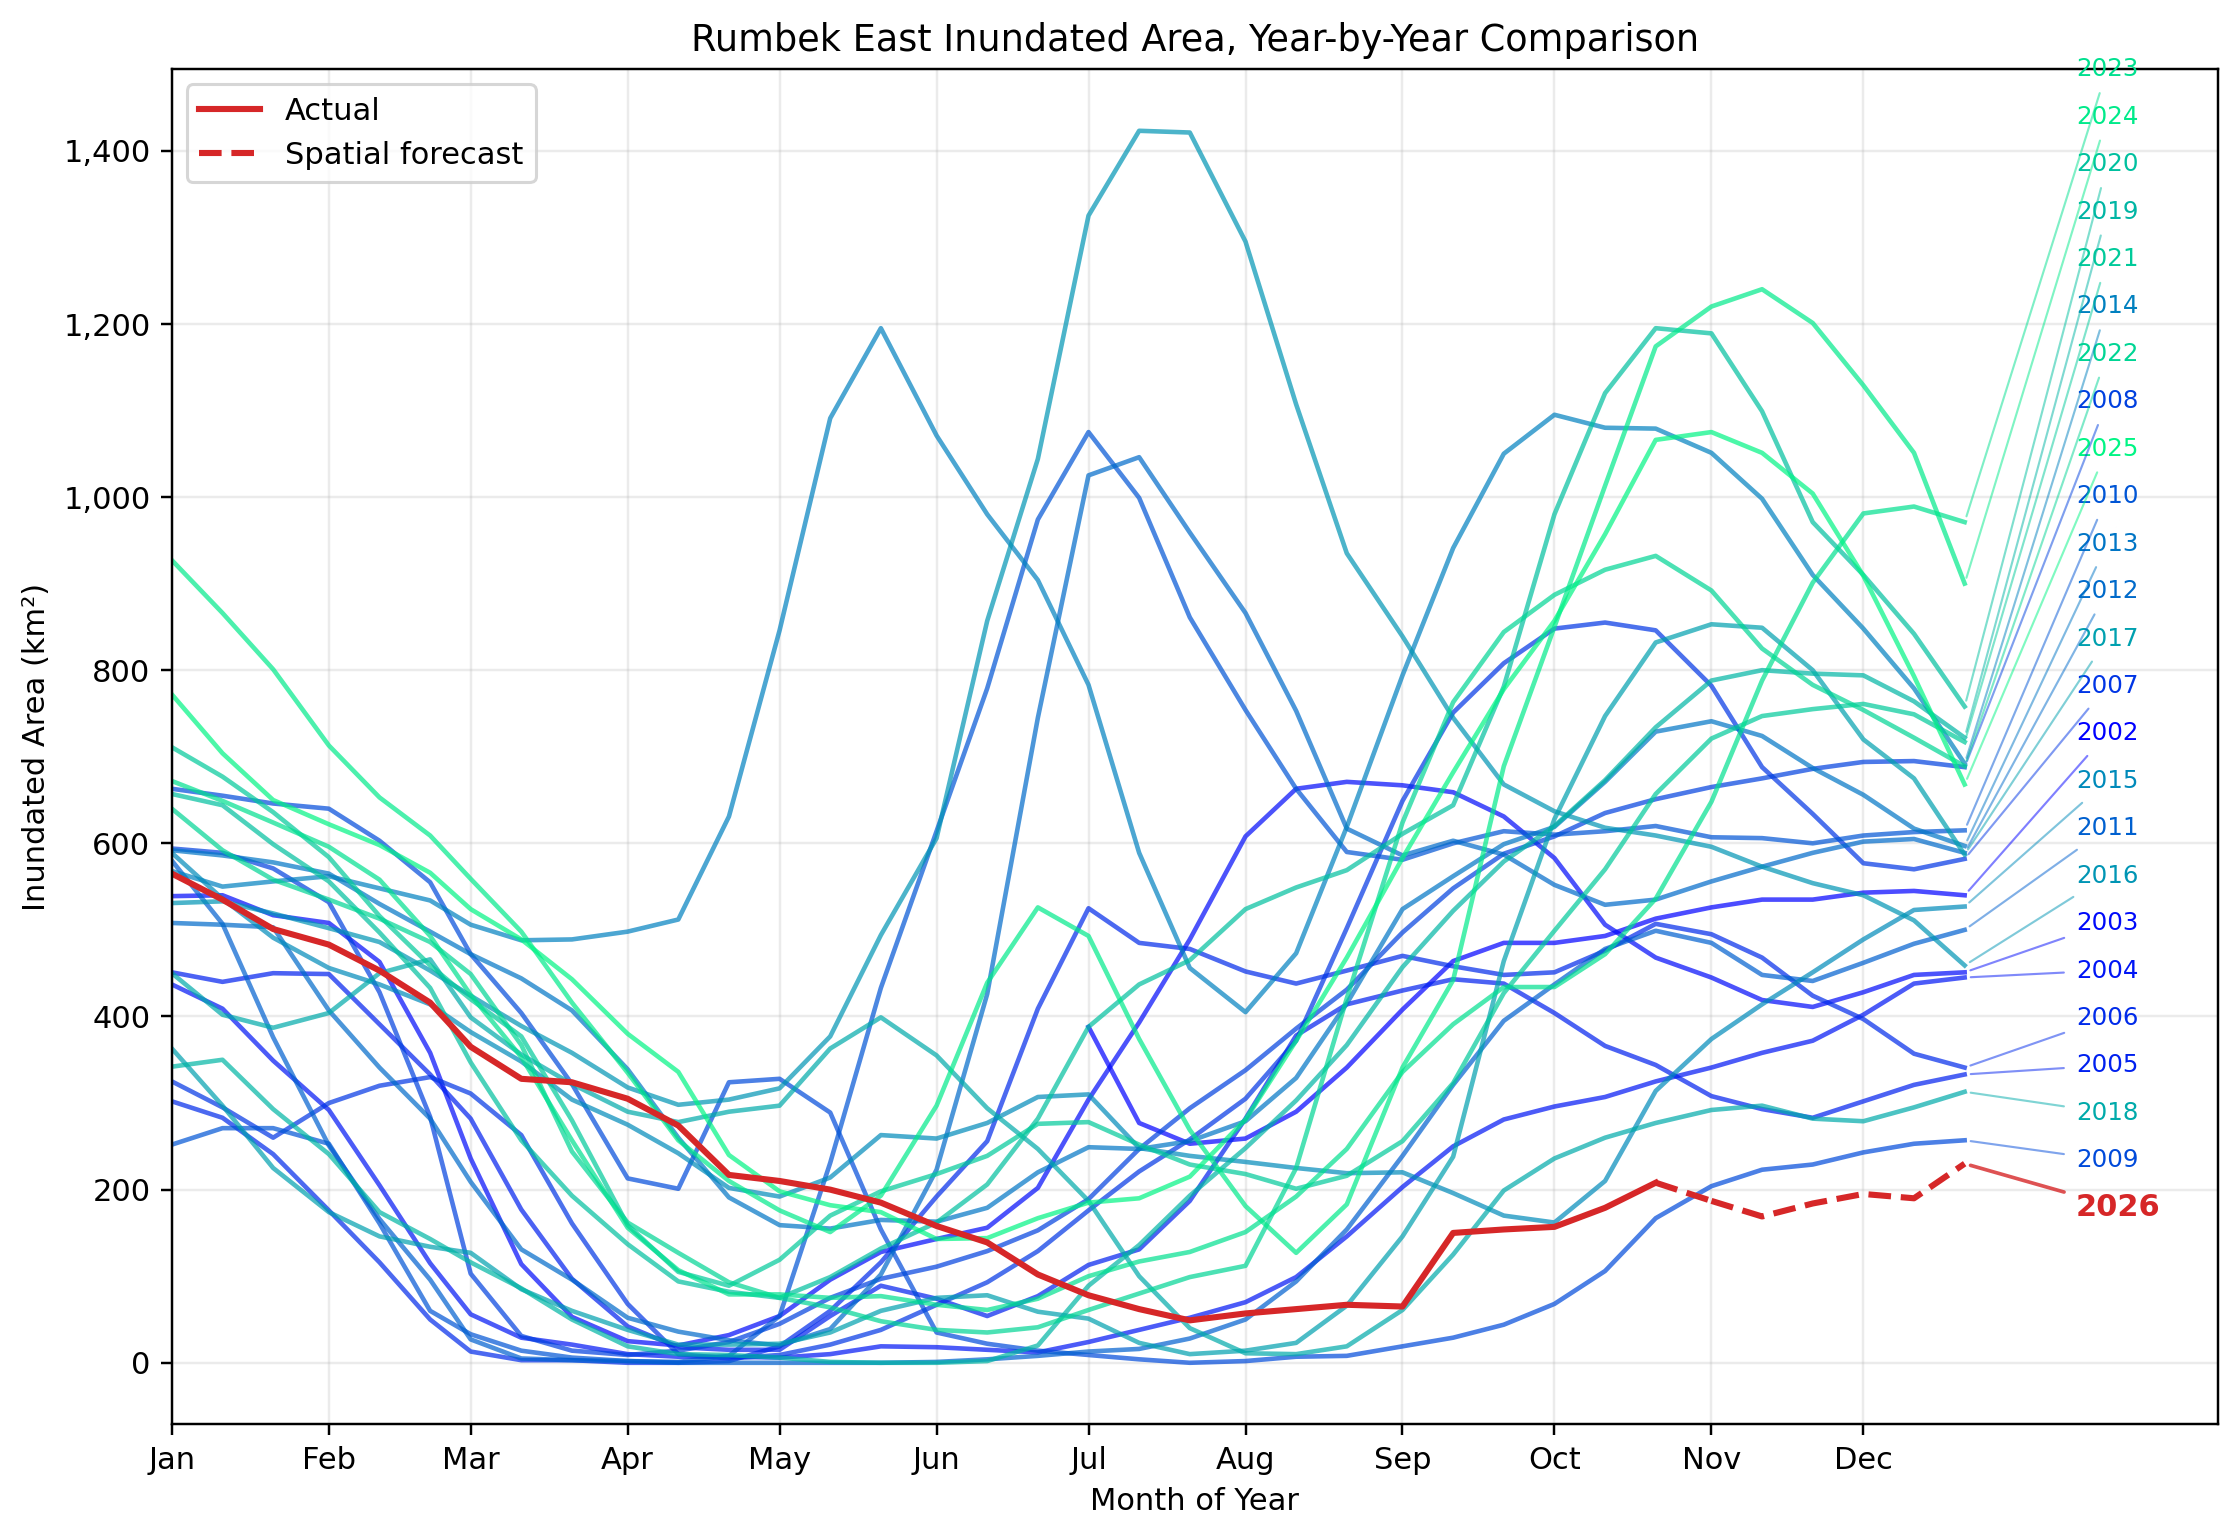 Rumbek East Inundated Area, Year-by-Year Comparison
Actual
Spatial forecast
Inundated Area (km²)
1,400
1,200
1,000
800
600
400
200
0
Jan
Feb
Mar
Apr
May
Jun
Jul
Aug
Sep
Oct
Nov
Dec
Month of Year
2023
2024
2020
2019
2021
2014
2022
2008
2025
2010
2013
2012
2017
2007
2002
2015
2011
2016
2003
2004
2006
2005
2018
2009
2026